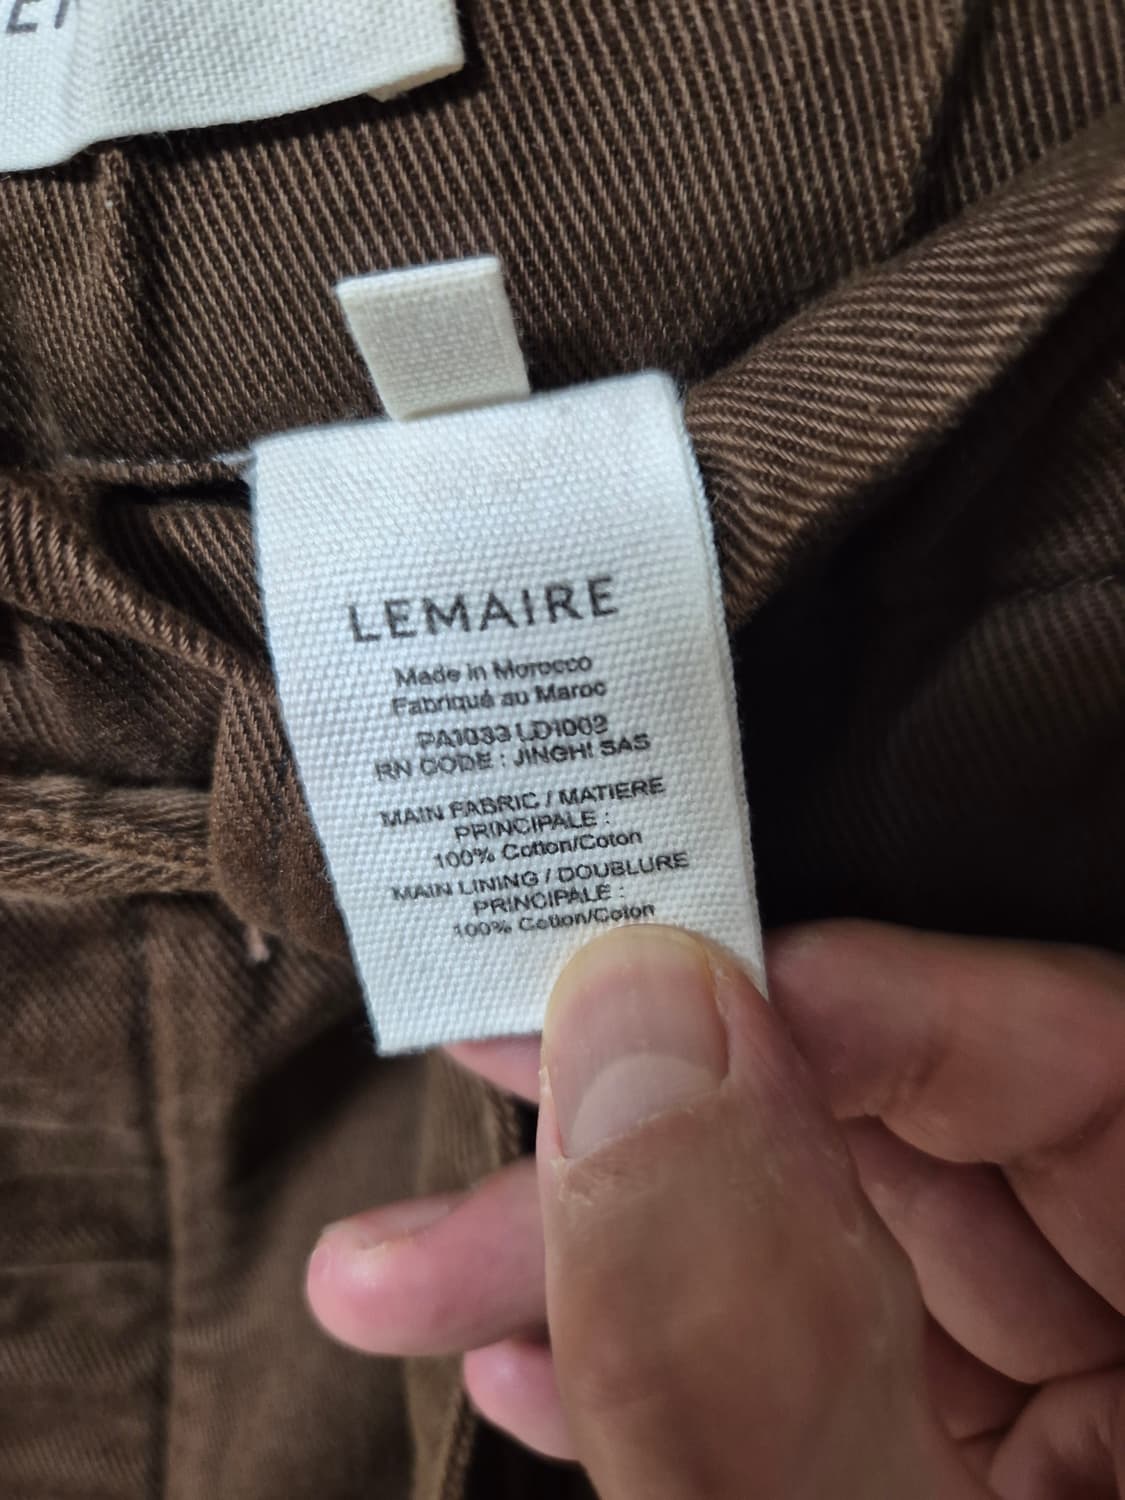 LEMAIRE
Made in Morocco
Fabriqué au Maroc
PA1033 LD1002
RN CODE : JINGHI SAS
MAIN FABRIC / MATIERE
PRINCIPALE :
100% Cotton/Coton
MAIN LINING / DOUBLURE
PRINCIPALE :
100% Cotton/Coton